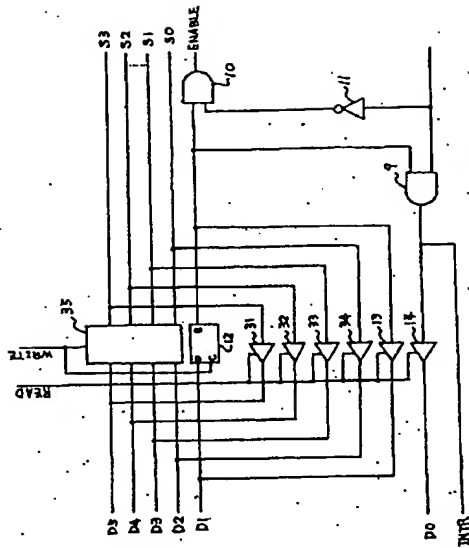 S3
S2
S1
S0
ENABLE
10
11
9
35
WRITE
READ
12
31
32
33
34
13
14
D5
D4
D3
D2
D1
D0
INTR